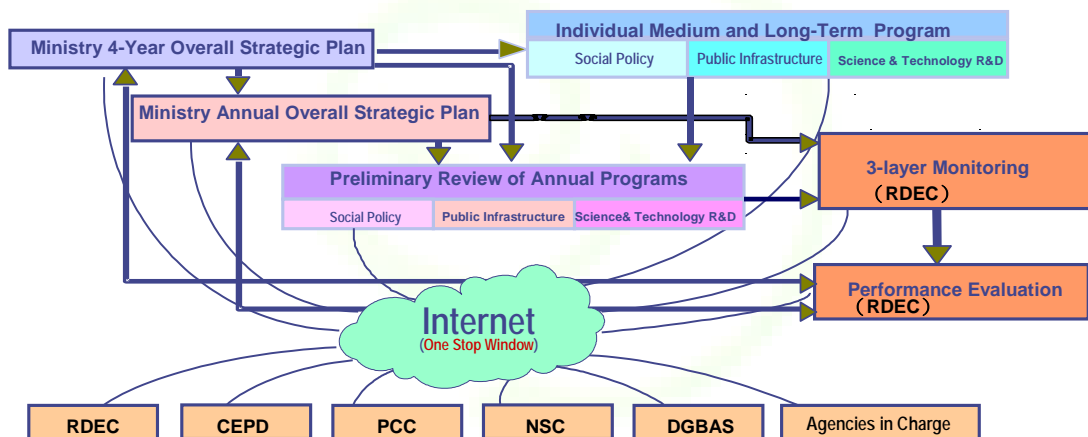 Individual Medium and Long-Term Program
Ministry 4-Year Overall Strategic Plan
Social Policy
Public Infrastructure
Science & Technology R&D
Ministry Annual Overall Strategic Plan
3-layer Monitoring
(RDEC)
Preliminary Review of Annual Programs
Social Policy
Public Infrastructure
Science& Technology R&D
Performance Evaluation
(RDEC)
Internet
(One Stop Window)
RDEC
CEPD
PCC
NSC
DGBAS
Agencies in Charge